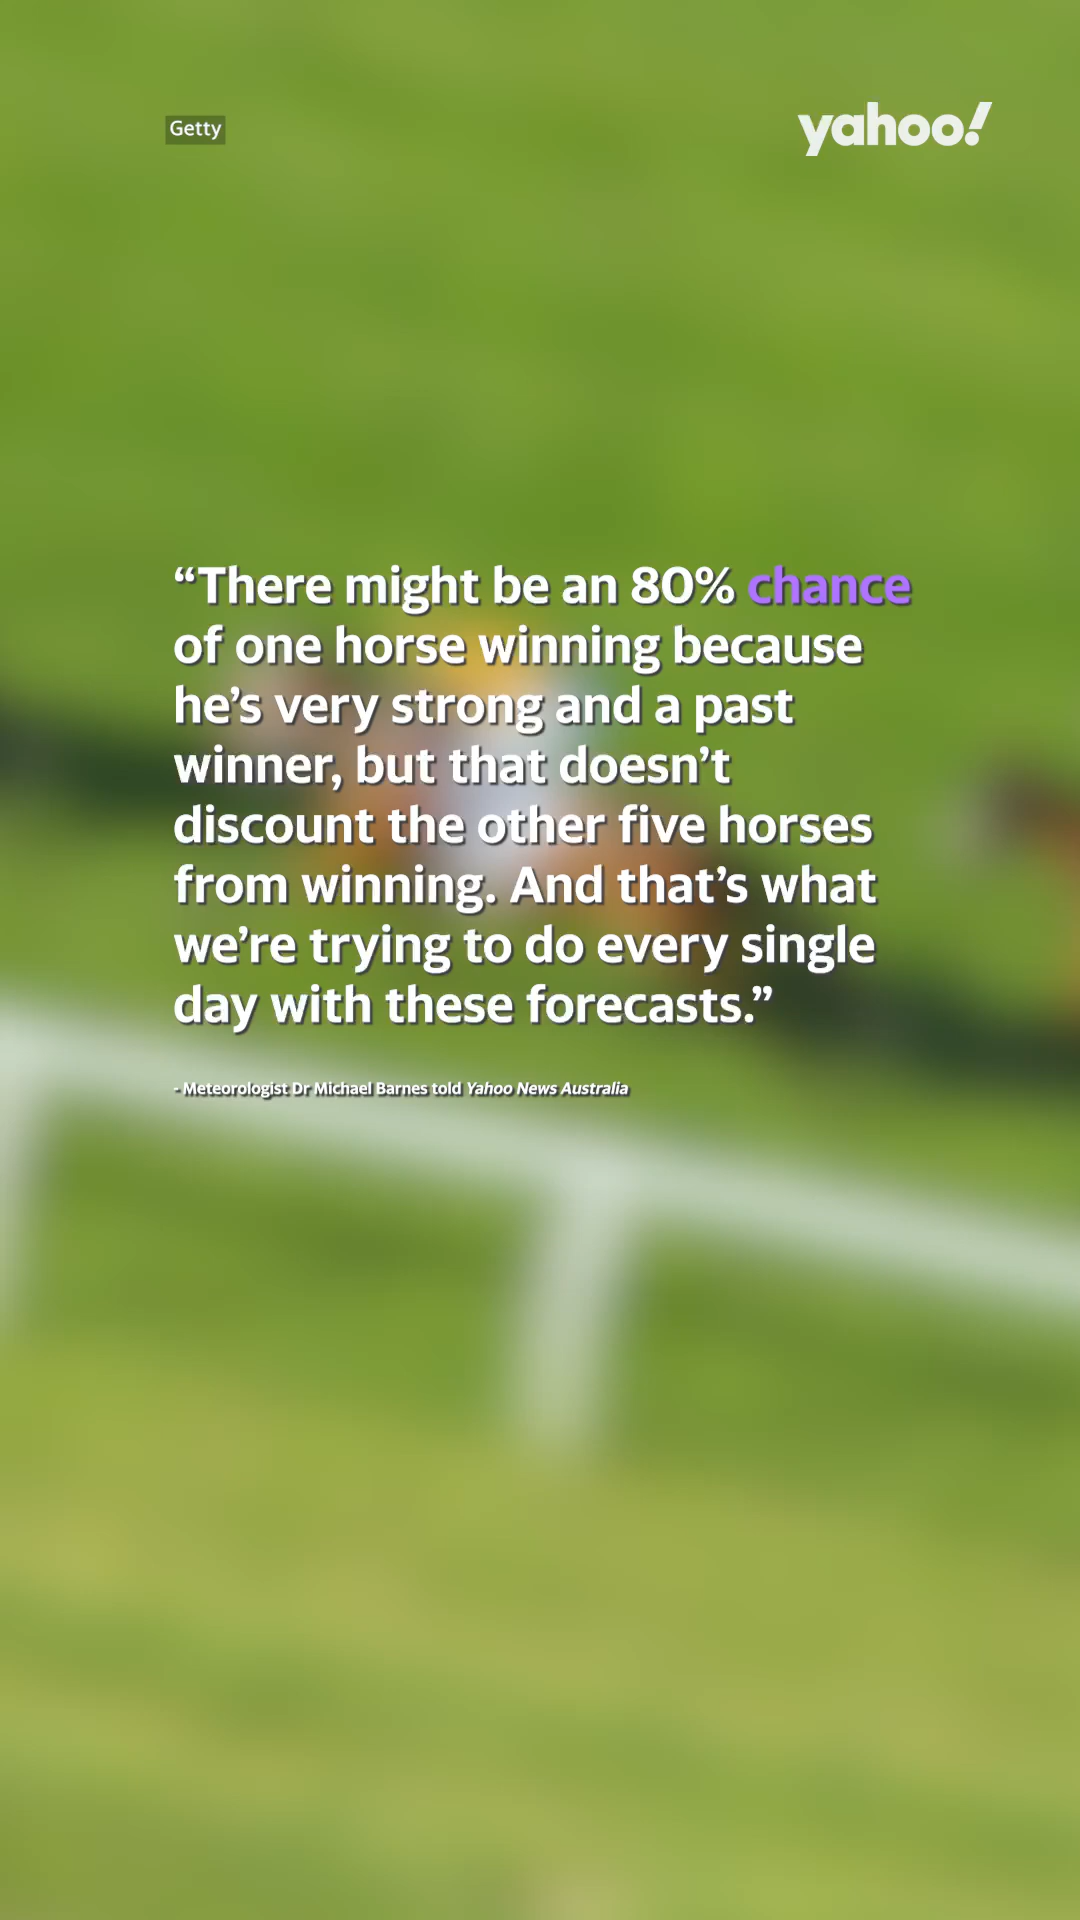 Getty
yahoo!
“There might be an 80% chance
of one horse winning because
he’s very strong and a past
winner, but that doesn’t
discount the other five horses
from winning. And that’s what
we’re trying to do every single
day with these forecasts.”
- Meteorologist Dr Michael Barnes told Yahoo News Australia